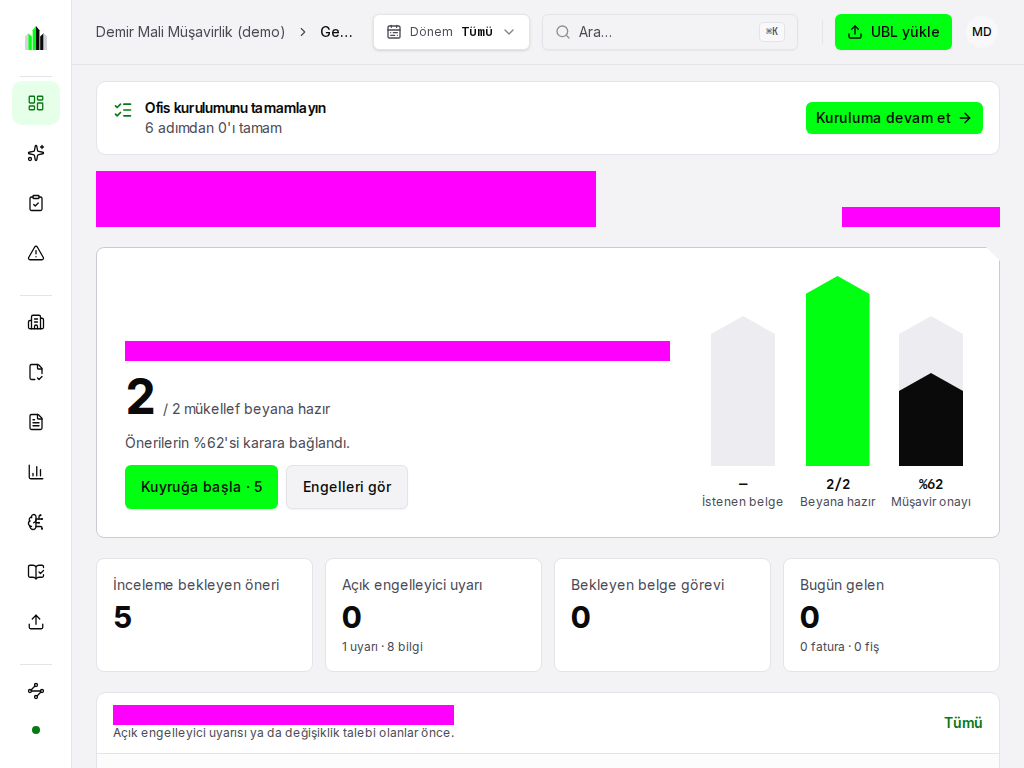 Demir Mali Müşavirlik (demo)
Ge...
Dönem Tümü
Ara...
⌘K
UBL yükle
MD
Ofis kurulumunu tamamlayın
6 adımdan 0'ı tamam
Kuruluma devam et
2 / 2 mükellef beyana hazır
Önerilerin %62'si karara bağlandı.
Kuyruğa başla · 5
Engelleri gör
–
İstenen belge
2/2
Beyana hazır
%62
Müşavir onayı
İnceleme bekleyen öneri
5
Açık engelleyici uyarı
0
1 uyarı · 8 bilgi
Bekleyen belge görevi
0
Bugün gelen
0
0 fatura · 0 fiş
Açık engelleyici uyarısı ya da değişiklik talebi olanlar önce.
Tümü